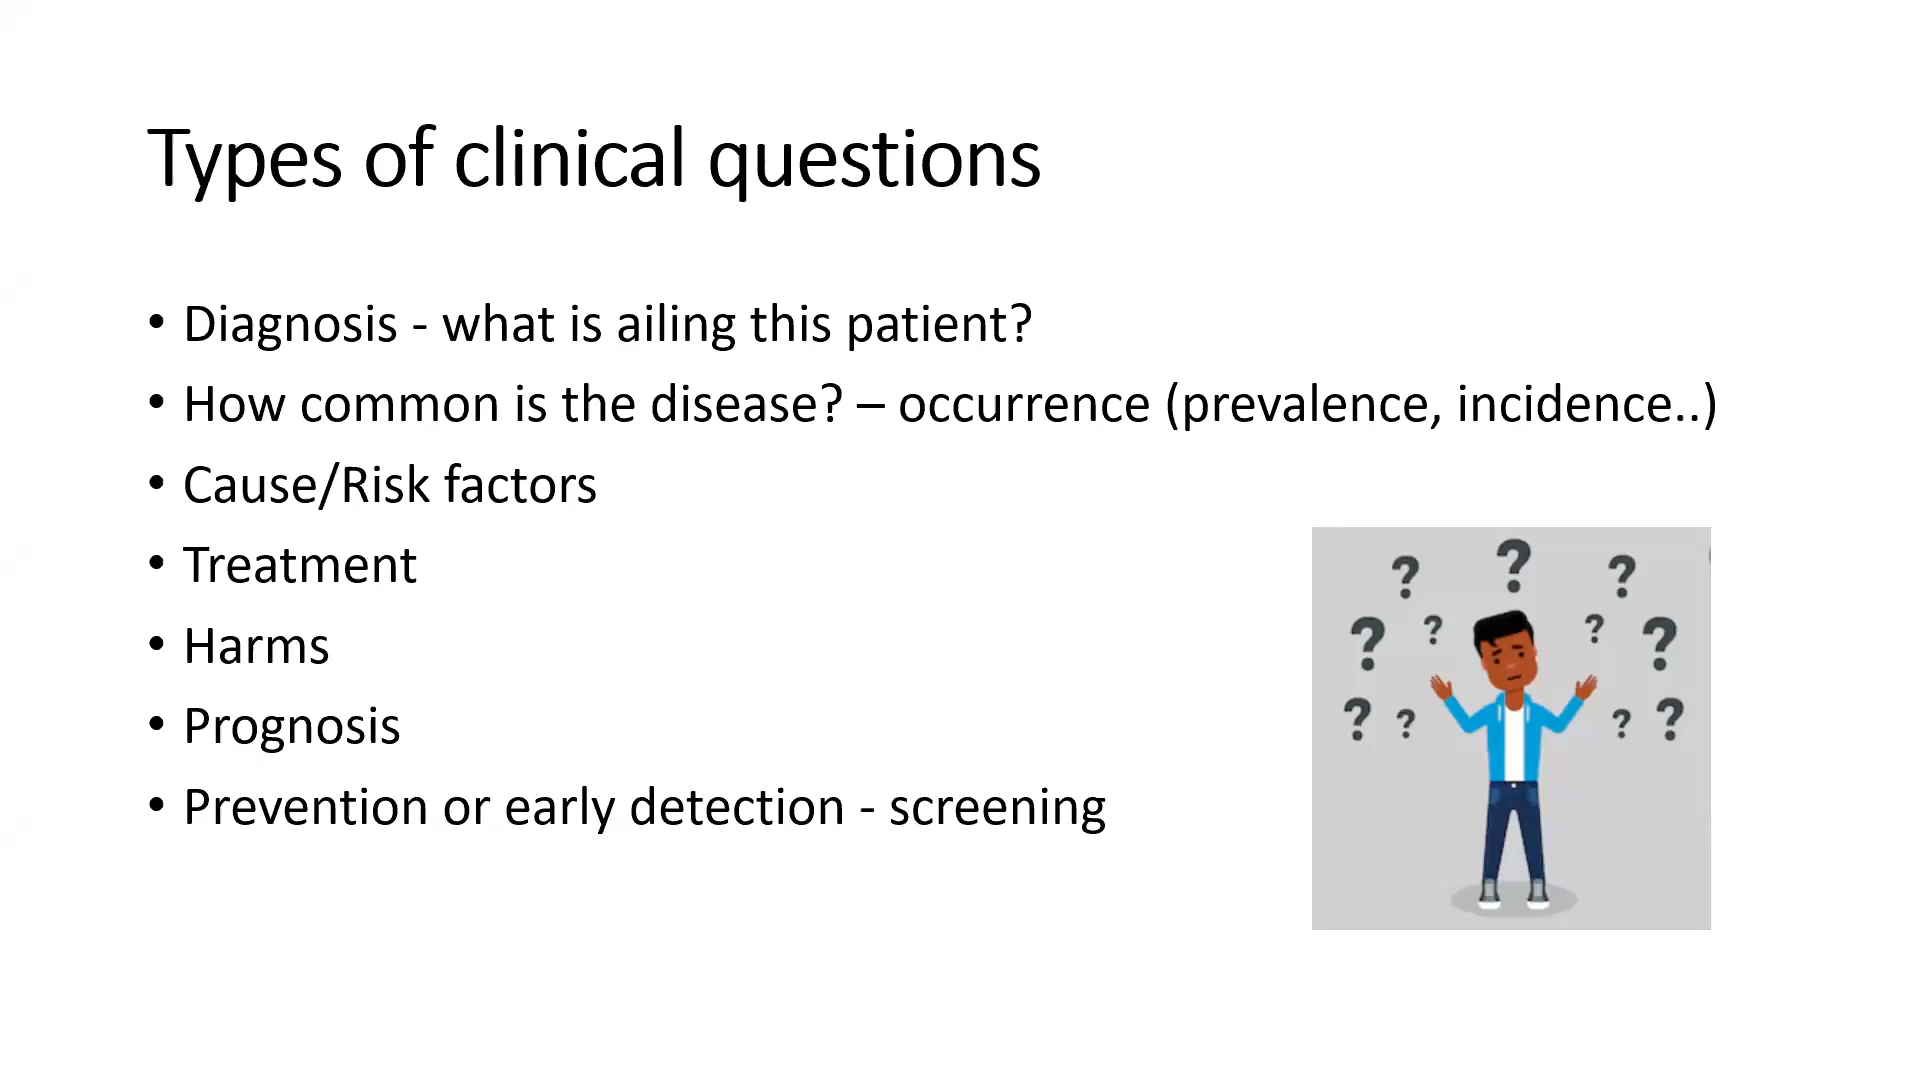 Types of clinical questions
• Diagnosis - what is ailing this patient?
• How common is the disease? – occurrence (prevalence, incidence..)
• Cause/Risk factors
• Treatment
• Harms
• Prognosis
• Prevention or early detection - screening
? ? ?
? ? ? ?
? ? ? ?